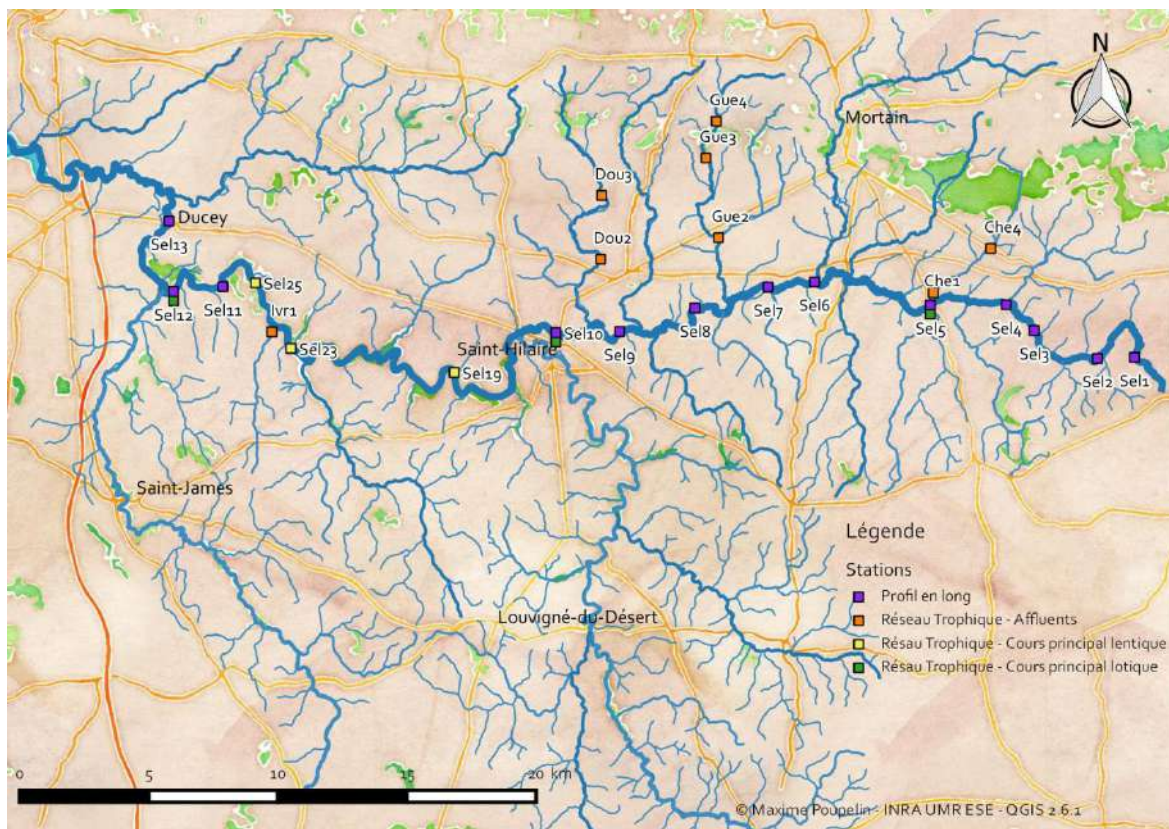 N
Gue4
Mortain
Gue3
Dou3
Ducey
Gue2
Che4
Dou2
Sel13
Sel25
Che1
Sel12
Sel11
Ivr1
Sel7
Sel6
Sel10
Sel8
Sel5
Sel4
Sel23
Saint-Hilaire
Sel9
Sel3
Sel19
Sel2
Sel1
Saint-James
Légende
Stations
Profil en long
Réseau Trophique - Affluents
Louvigné-du-Désert
Résau Trophique - Cours principal lentique
Résau Trophique - Cours principal lotique
0 5 10 15 20 km
© Maxime Poupelin - INRA UMR ESE - QGIS 2.6.1